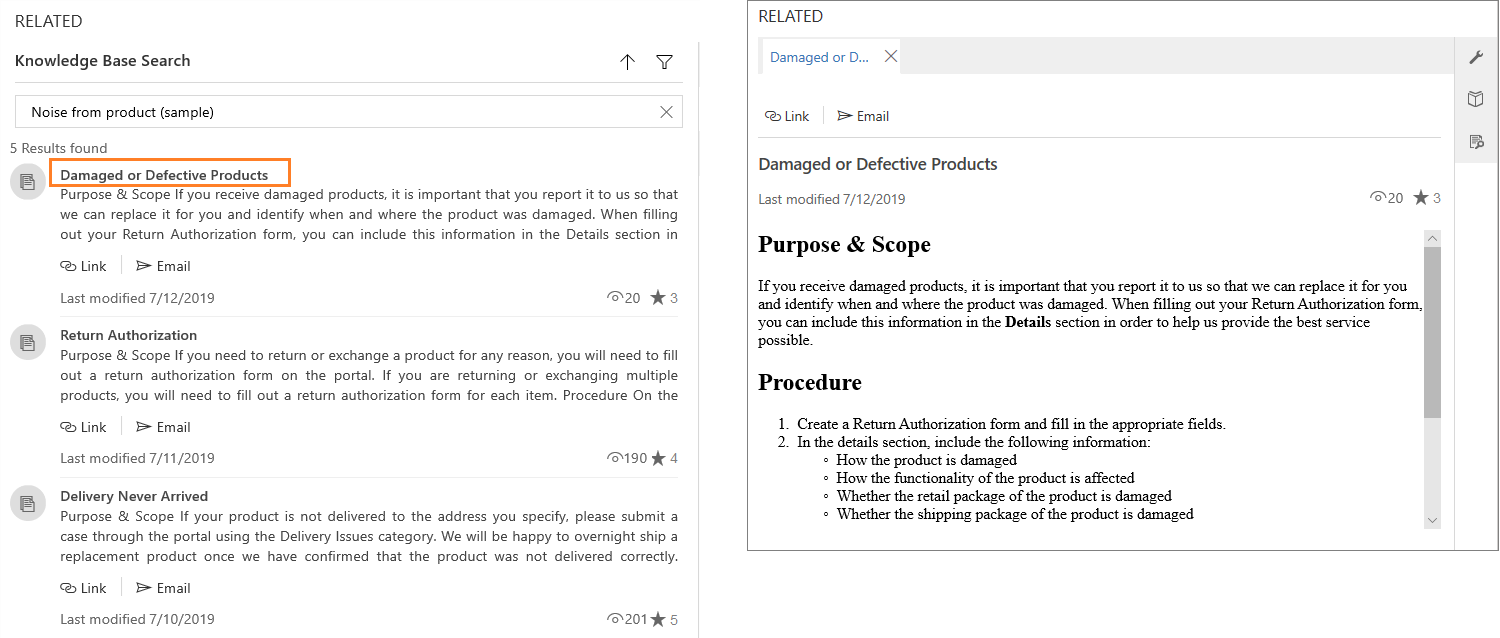 RELATED
Knowledge Base Search
Noise from product (sample)
5 Results found
Damaged or Defective Products
Purpose & Scope If you receive damaged products, it is important that you report it to us so that
we can replace it for you and identify when and where the product was damaged. When filling
out your Return Authorization form, you can include this information in the Details section in
Link Email
Last modified 7/12/2019 20 3
Return Authorization
Purpose & Scope If you need to return or exchange a product for any reason, you will need to fill
out a return authorization form on the portal. If you are returning or exchanging multiple
products, you will need to fill out a return authorization form for each item. Procedure On the
Link Email
Last modified 7/11/2019 190 4
Delivery Never Arrived
Purpose & Scope If your product is not delivered to the address you specify, please submit a
case through the portal using the Delivery Issues category. We will be happy to overnight ship a
replacement product once we have confirmed that the product was not delivered correctly.
Link Email
Last modified 7/10/2019 201 5
RELATED
Damaged or D...
Link Email
Damaged or Defective Products
Last modified 7/12/2019 20 3
Purpose & Scope
If you receive damaged products, it is important that you report it to us so that we can replace it for you
and identify when and where the product was damaged. When filling out your Return Authorization form,
you can include this information in the Details section in order to help us provide the best service
possible.
Procedure
1. Create a Return Authorization form and fill in the appropriate fields.
2. In the details section, include the following information:
◦ How the product is damaged
◦ How the functionality of the product is affected
◦ Whether the retail package of the product is damaged
◦ Whether the shipping package of the product is damaged